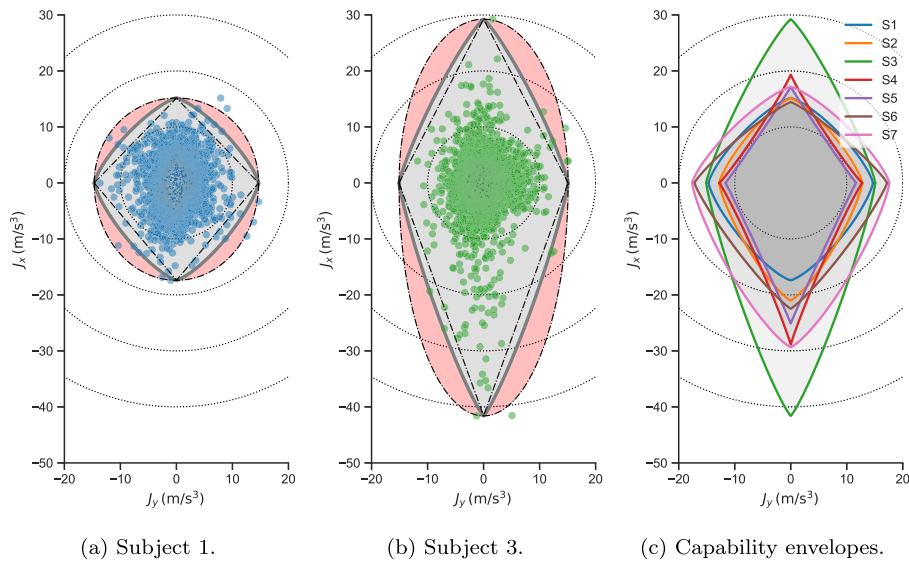 30
20
10
0
−10
−20
−30
−40
−50
−20 −10 0 10 20
J_x (m/s³)
J_y (m/s³)
30
20
10
0
−10
−20
−30
−40
−50
−20 −10 0 10 20
J_x (m/s³)
J_y (m/s³)
30
20
10
0
−10
−20
−30
−40
−50
−20 −10 0 10 20
J_x (m/s³)
J_y (m/s³)
S1
S2
S3
S4
S5
S6
S7
(a) Subject 1.
(b) Subject 3.
(c) Capability envelopes.